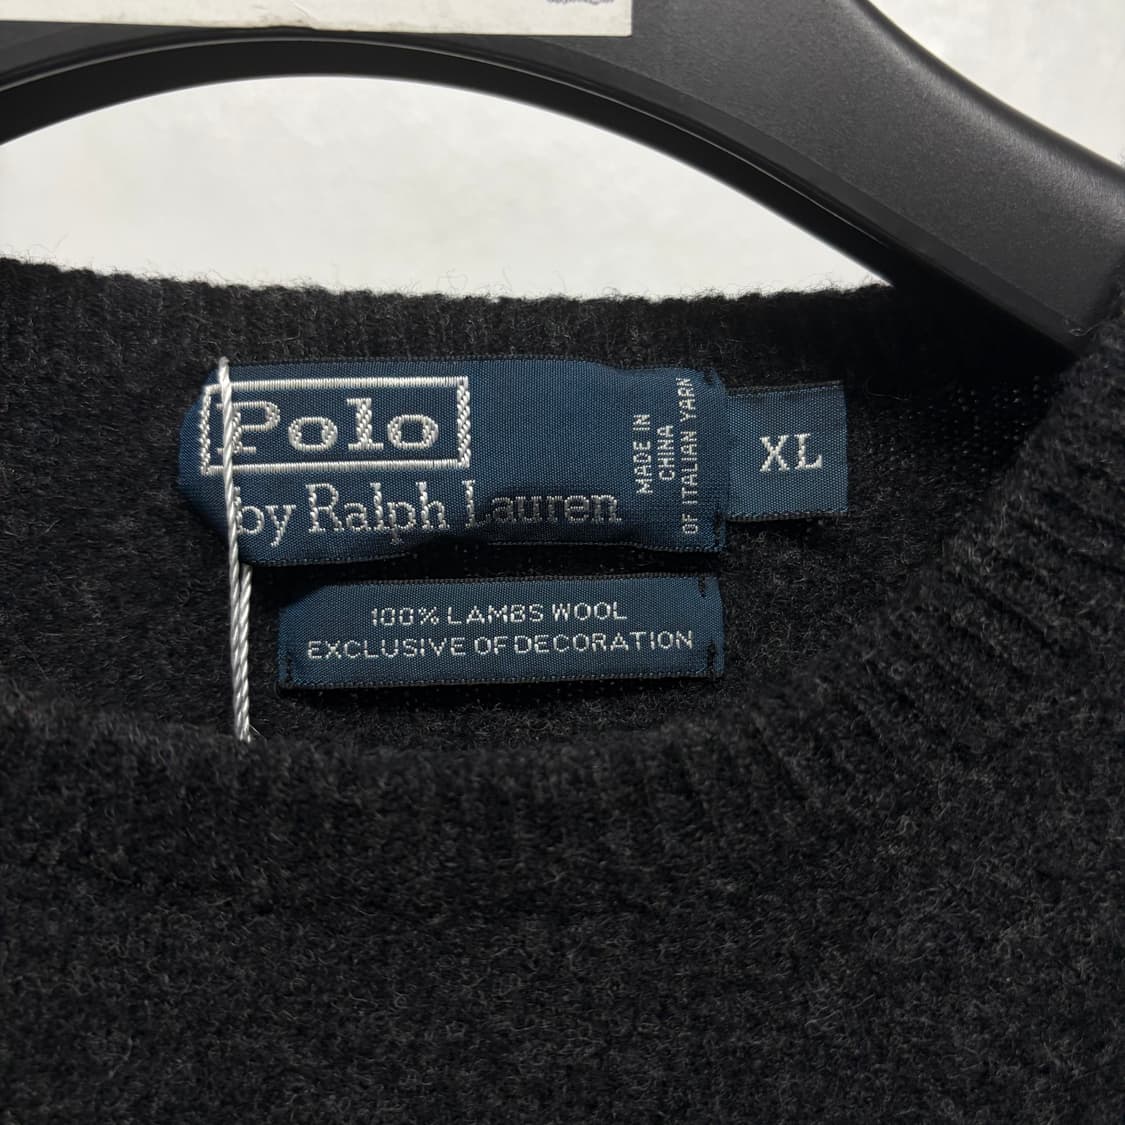 Polo
by Ralph Lauren
MADE IN
CHINA
OF ITALIAN YARN
XL
100% LAMBS WOOL
EXCLUSIVE OF DECORATION